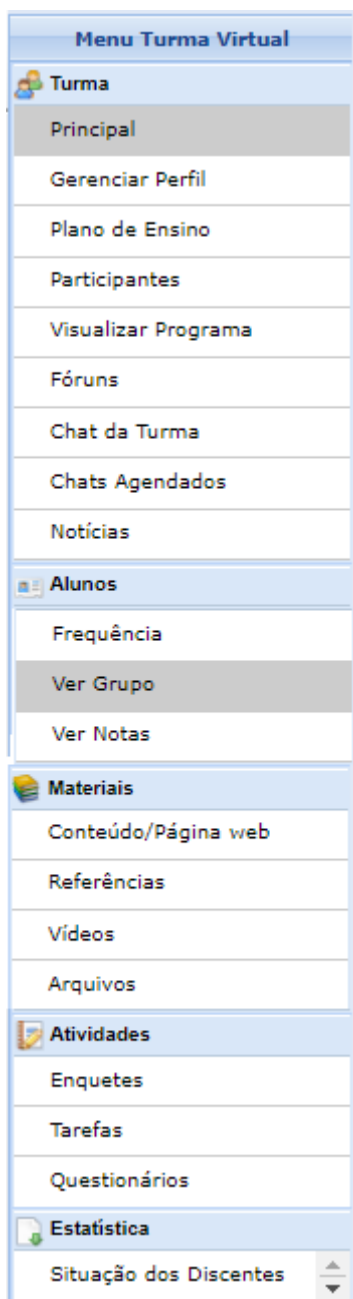 Menu Turma Virtual
Turma
Principal
Gerenciar Perfil
Plano de Ensino
Participantes
Visualizar Programa
Fóruns
Chat da Turma
Chats Agendados
Notícias
Alunos
Frequência
Ver Grupo
Ver Notas
Materiais
Conteúdo/Página web
Referências
Vídeos
Arquivos
Atividades
Enquetes
Tarefas
Questionários
Estatística
Situação dos Discentes